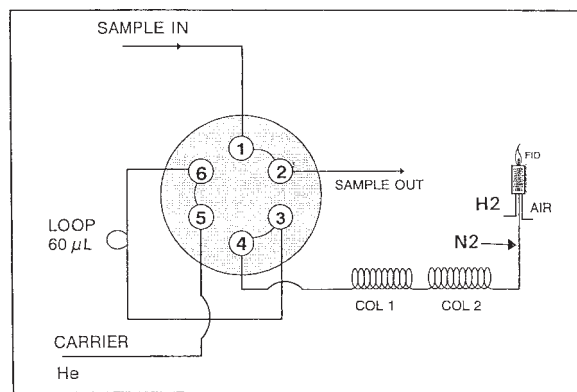 SAMPLE IN
1
2
6
FID
SAMPLE OUT
5
3
H2
AIR
LOOP
60 μL
4
N2
COL 1
COL 2
CARRIER
He